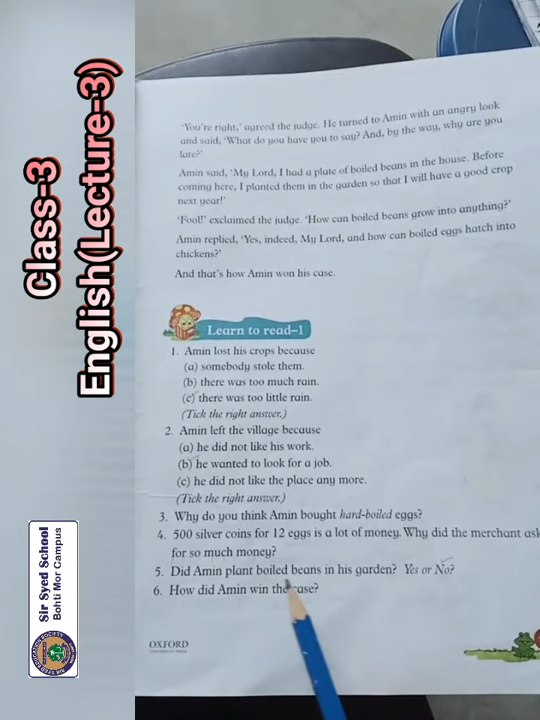 Class-3
English(Lecture-3)
Sir Syed School
Bohti Mor Campus
'You're right,' agreed the judge. He turned to Amin with an angry look
and said, 'What do you have you to say? And, by the way, why are you
late?'
Amin said, 'My Lord, I had a plate of boiled beans in the house. Before
coming here, I planted them in the garden so that I will have a good crop
next year!'
'Fool!' exclaimed the judge. 'How can boiled beans grow into anything?'
Amin replied, 'Yes, indeed, My Lord, and how can boiled eggs hatch into
chickens?'
And that's how Amin won his case.
Learn to read–1
1. Amin lost his crops because
(a) somebody stole them.
(b) there was too much rain.
(c) there was too little rain.
(Tick the right answer.)
2. Amin left the village because
(a) he did not like his work.
(b) he wanted to look for a job.
(c) he did not like the place any more.
(Tick the right answer.)
3. Why do you think Amin bought hard-boiled eggs?
4. 500 silver coins for 12 eggs is a lot of money. Why did the merchant ask
for so much money?
5. Did Amin plant boiled beans in his garden? Yes or No?
6. How did Amin win the case?
OXFORD
UNIVERSITY PRESS